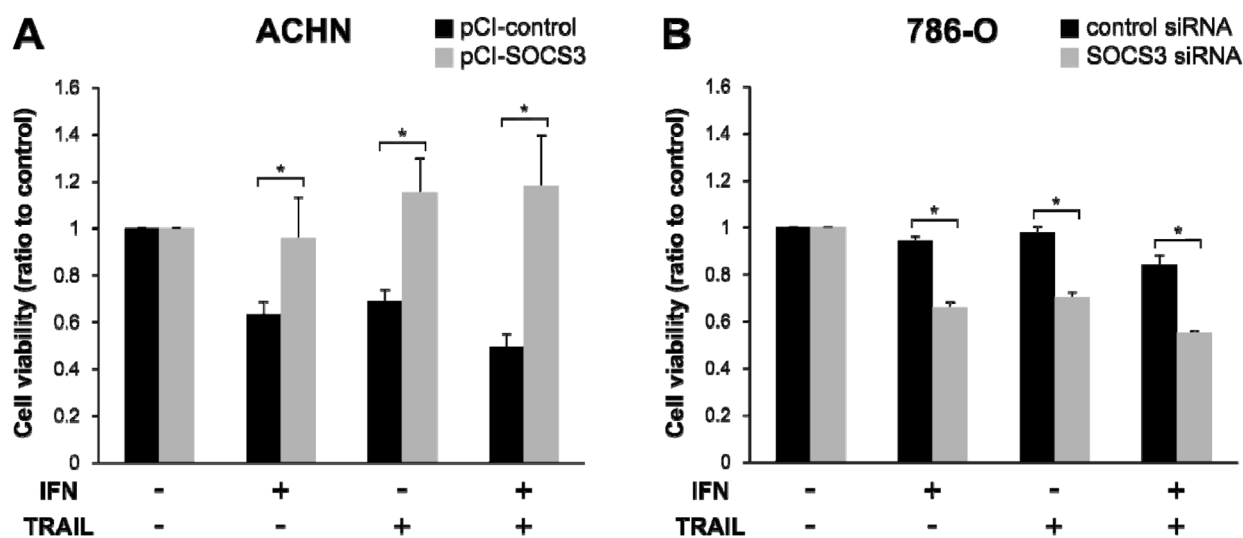 A ACHN
pCI-control
pCI-SOCS3
Cell viability (ratio to control)
1.6
1.4
1.2
1
0.8
0.6
0.4
0.2
0
* * *
IFN - + - +
TRAIL - - + +
B 786-O
control siRNA
SOCS3 siRNA
Cell viability (ratio to control)
1.6
1.4
1.2
1
0.8
0.6
0.4
0.2
0
* * *
IFN - + - +
TRAIL - - + +